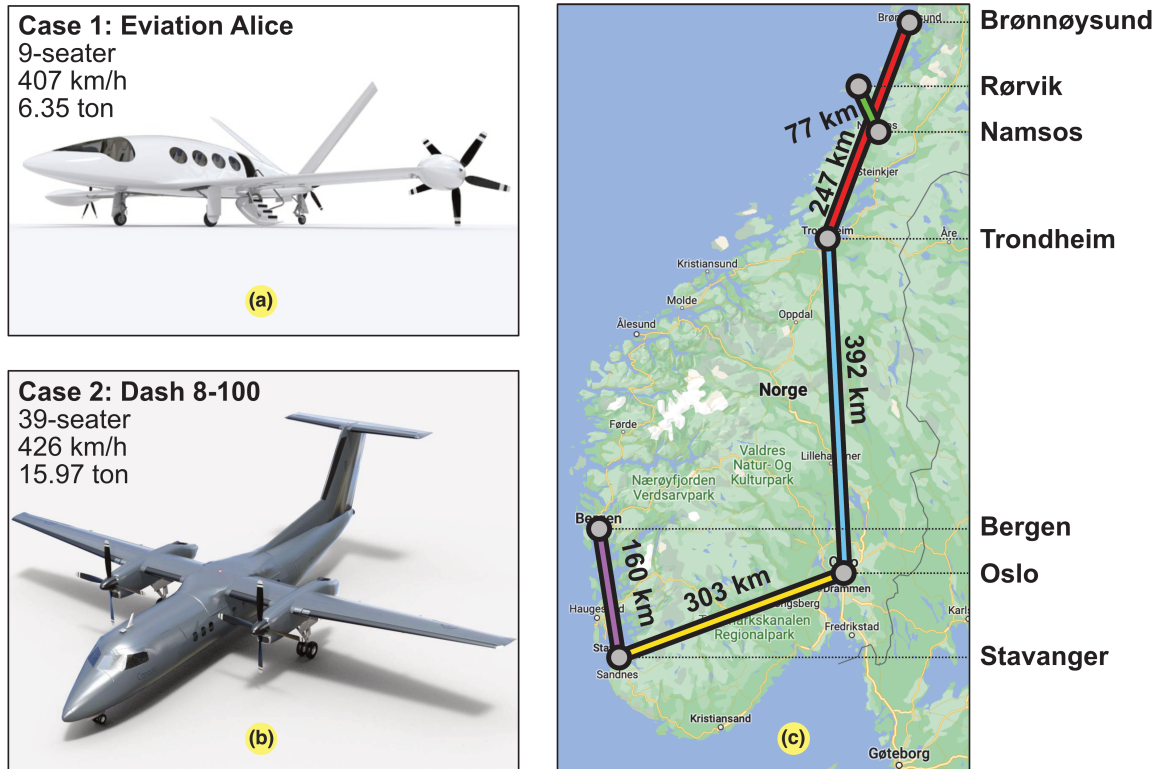 Case 1: Eviation Alice
9-seater
407 km/h
6.35 ton
(a)
Case 2: Dash 8-100
39-seater
426 km/h
15.97 ton
(b)
Brønnøysund
Rørvik
77 km
Namsos
247 km
Steinkjer
Trondheim
Åre
Kristiansund
Molde
Oppdal
Ålesund
392 km
Norge
Førde
Valdres
Natur- Og
Kulturpark
Nærøyfjorden
Verdsarvpark
Bergen
Bergen
160 km
Oslo
303 km
Drammen
Regionalpark
Fredrikstad
Stavanger
Sandnes
Kristiansand
(c)
Gøteborg